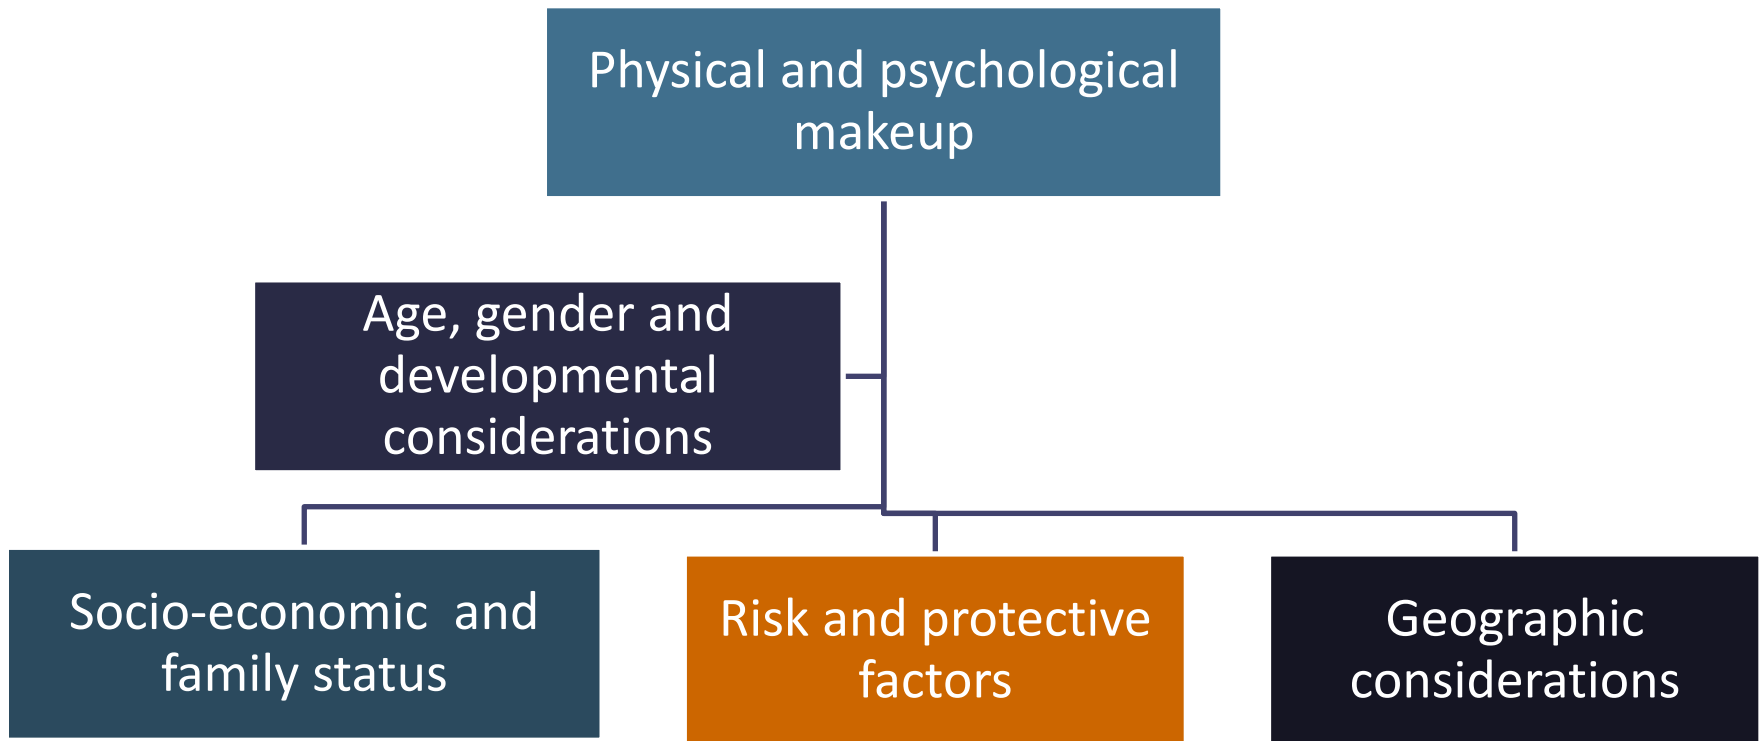 Physical and psychological
makeup
Age, gender and
developmental
considerations
Socio-economic  and
family status
Risk and protective
factors
Geographic
considerations